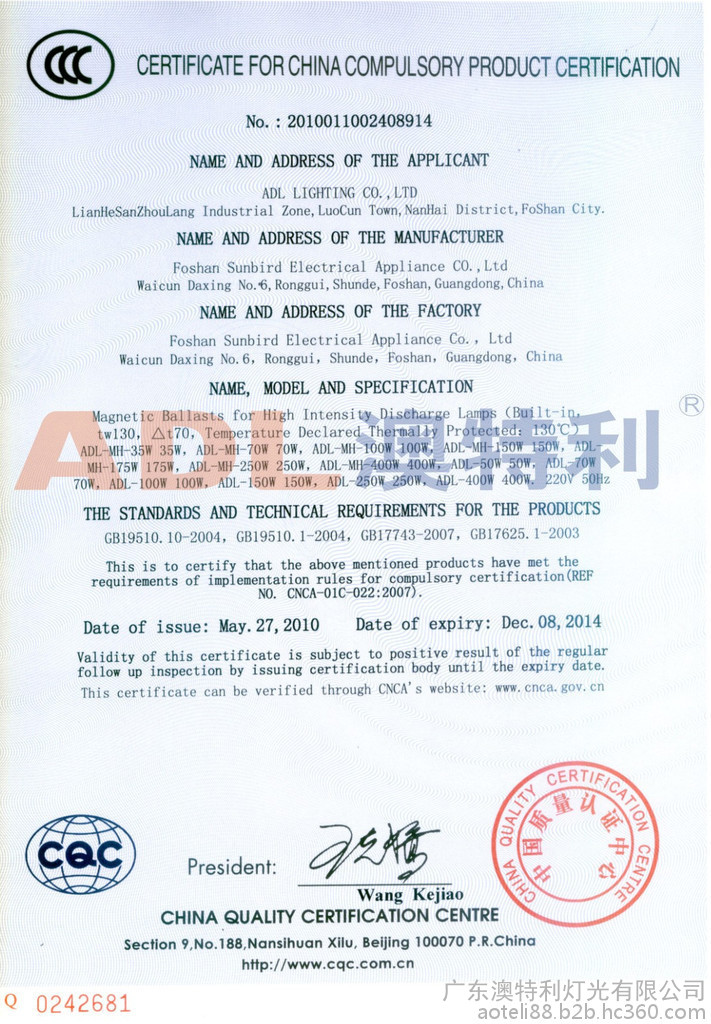 CCC
CERTIFICATE FOR CHINA COMPULSORY PRODUCT CERTIFICATION
No.: 2010011002408914
NAME AND ADDRESS OF THE APPLICANT
ADL LIGHTING CO.,LTD
LianHeSanZhouLang Industrial Zone,LuoCun Town,NanHai District,FoShan City.
NAME AND ADDRESS OF THE MANUFACTURER
Foshan Sunbird Electrical Appliance CO.,Ltd
Waicun Daxing No.6,Ronggui,Shunde,Foshan,Guangdong,China
NAME AND ADDRESS OF THE FACTORY
Foshan Sunbird Electrical Appliance Co., Ltd
Waicun Daxing No.6, Ronggui, Shunde, Foshan, Guangdong, China
NAME, MODEL AND SPECIFICATION
Magnetic Ballasts for High Intensity Discharge Lamps (Built-in,
tw130, △t70, Temperature Declared Thermally Protected: 130℃)
ADL-MH-35W 35W, ADL-MH-70W 70W, ADL-MH-100W 100W, ADL-MH-150W 150W, ADL-
MH-175W 175W, ADL-MH-250W 250W, ADL-MH-400W 400W, ADL-50W 50W, ADL-70W
70W, ADL-100W 100W, ADL-150W 150W, ADL-250W 250W, ADL-400W 400W, 220V 50Hz
ADL 澳特利 ®
THE STANDARDS AND TECHNICAL REQUIREMENTS FOR THE PRODUCTS
GB19510.10-2004, GB19510.1-2004, GB17743-2007, GB17625.1-2003
This is to certify that the above mentioned products have met the
requirements of implementation rules for compulsory certification(REF
NO. CNCA-01C-022:2007).
Date of issue: May.27,2010 Date of expiry: Dec.08,2014
Validity of this certificate is subject to positive result of the regular
follow up inspection by issuing certification body until the expiry date.
This certificate can be verified through CNCA's website: www.cnca.gov.cn
CHINA QUALITY CERTIFICATION CENTRE
中国质量认证中心
CQC
President: 王克娇
Wang Kejiao
CHINA QUALITY CERTIFICATION CENTRE
Section 9,No.188,Nansihuan Xilu, Beijing 100070 P.R.China
http://www.cqc.com.cn
Q 0242681
广东澳特利灯光有限公司
aoteli88.b2b.hc360.com